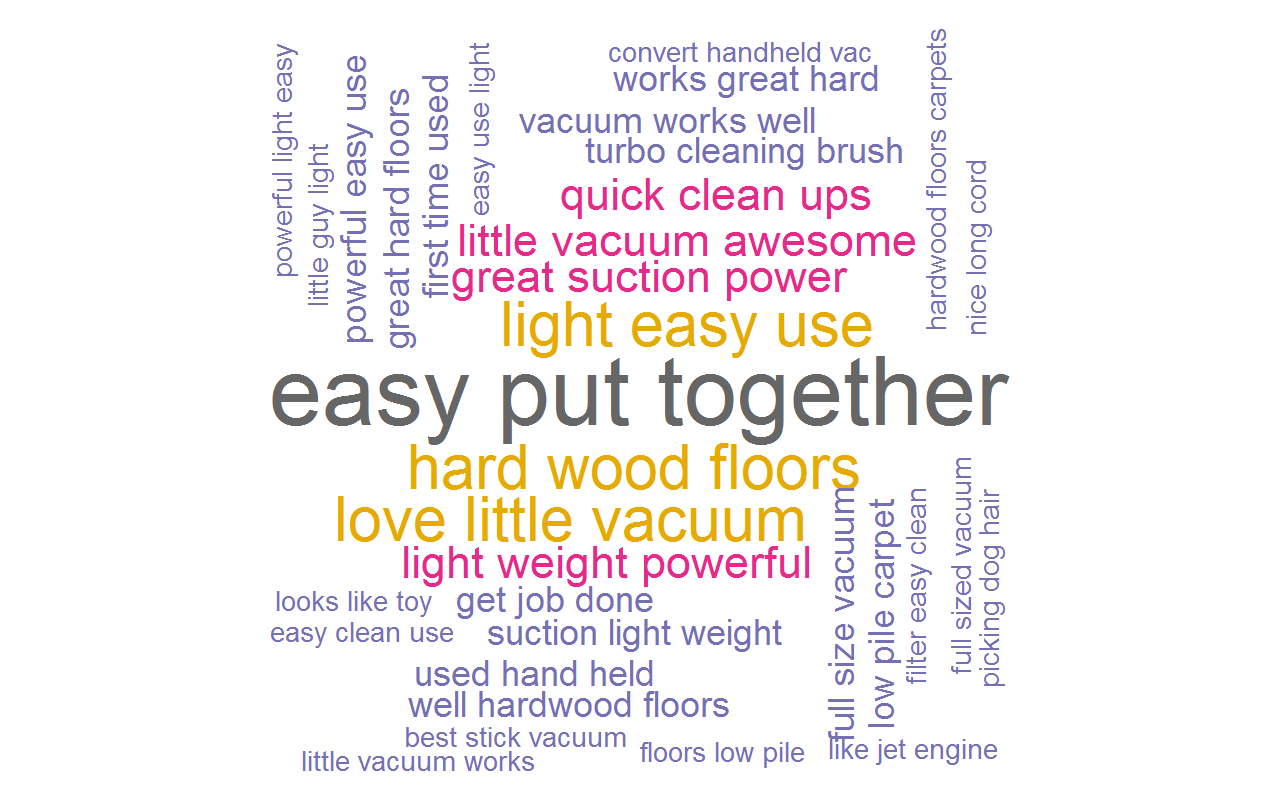 powerful light easy
little guy light
powerful easy use
great hard floors
first time used
easy use light
convert handheld vac
works great hard
vacuum works well
turbo cleaning brush
hardwood floors carpets
nice long cord
quick clean ups
little vacuum awesome
great suction power
light easy use
easy put together
hard wood floors
love little vacuum
light weight powerful
looks like toy
get job done
easy clean use
suction light weight
used hand held
well hardwood floors
best stick vacuum
little vacuum works
floors low pile
like jet engine
full size vacuum
low pile carpet
filter easy clean
full sized vacuum
picking dog hair